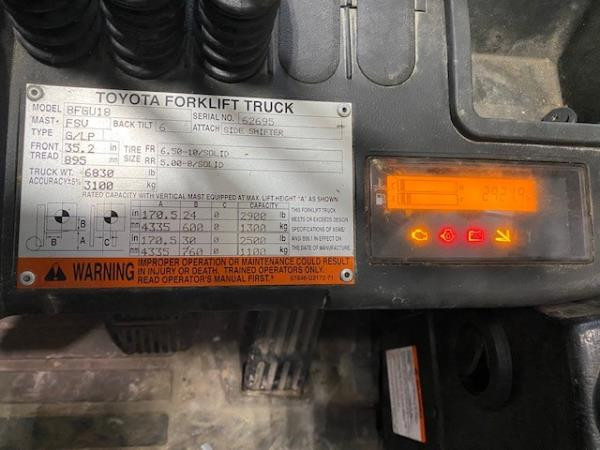 TOYOTA FORKLIFT TRUCK
MODEL 8FGU18 SERIAL NO. 62695
MAST* FSV BACK TILT 6 ATTACH SIDE SHIFTER
TYPE G/LP
FRONT 35.2 in TIRE FR 6.50-10/SOLID
TREAD 895 mm SIZE RR 5.00-8/SOLID
TRUCK WT. 6830 lb
ACCURACY±5% 3100 kg
RATED CAPACITY WITH VERTICAL MAST EQUIPPED AT MAX. LIFT HEIGHT "A" AS SHOWN
A B C CAPACITY
in 170.5 24 0 2900 lb
mm 4335 600 0 1300 kg
in 170.5 30 0 2500 lb
mm 4335 760 0 1100 kg
A
B C
THIS FORKLIFT TRUCK
MEETS OR EXCEEDS DESIGN
SPECIFICATIONS OF ASME/
ANSI B56.1 IN EFFECT ON
DATE OF MANUFACTURE
WARNING IMPROPER OPERATION OR MAINTENANCE COULD RESULT
IN INJURY OR DEATH. TRAINED OPERATORS ONLY.
READ OPERATOR'S MANUAL FIRST.